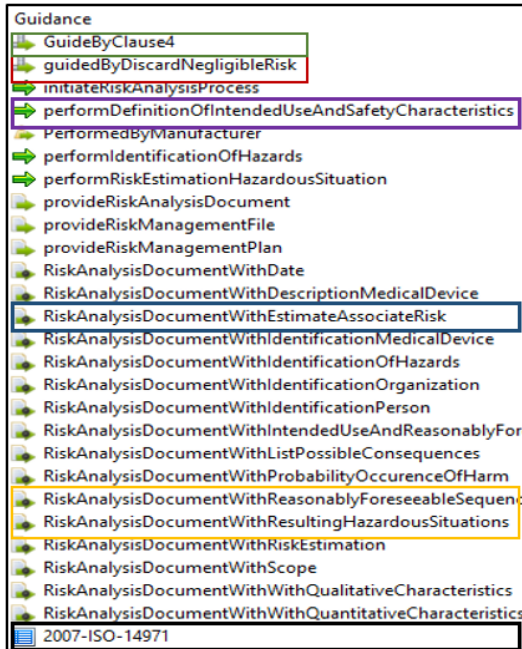 Guidance
GuideByClause4
guidedByDiscardNegligibleRisk
initiateRiskAnalysisProcess
performDefinitionOfIntendedUseAndSafetyCharacteristics
PerformedByManufacturer
performIdentificationOfHazards
performRiskEstimationHazardousSituation
provideRiskAnalysisDocument
provideRiskManagementFile
provideRiskManagementPlan
RiskAnalysisDocumentWithDate
RiskAnalysisDocumentWithDescriptionMedicalDevice
RiskAnalysisDocumentWithEstimateAssociateRisk
RiskAnalysisDocumentWithIdentificationMedicalDevice
RiskAnalysisDocumentWithIdentificationOfHazards
RiskAnalysisDocumentWithIdentificationOrganization
RiskAnalysisDocumentWithIdentificationPerson
RiskAnalysisDocumentWithIntendedUseAndReasonablyFor
RiskAnalysisDocumentWithListPossibleConsequences
RiskAnalysisDocumentWithProbabilityOccurenceOfHarm
RiskAnalysisDocumentWithReasonablyForeseeableSequenc
RiskAnalysisDocumentWithResultingHazardousSituations
RiskAnalysisDocumentWithRiskEstimation
RiskAnalysisDocumentWithScope
RiskAnalysisDocumentWithWithQualitativeCharacteristics
RiskAnalysisDocumentWithWithQuantitativeCharacteristics
2007-ISO-14971